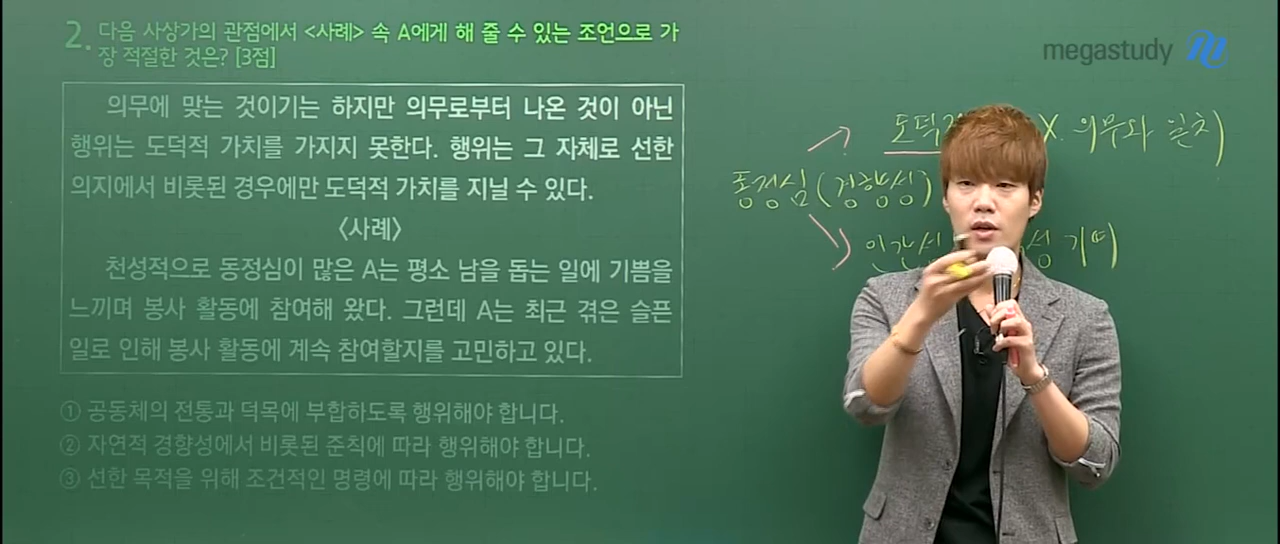 2. 다음 사상가의 관점에서 <사례> 속 A에게 해 줄 수 있는 조언으로 가
장 적절한 것은? [3점]
의무에 맞는 것이기는 하지만 의무로부터 나온 것이 아닌
행위는 도덕적 가치를 가지지 못한다. 행위는 그 자체로 선한
의지에서 비롯된 경우에만 도덕적 가치를 지닐 수 있다.
〈사례〉
천성적으로 동정심이 많은 A는 평소 남을 돕는 일에 기쁨을
느끼며 봉사 활동에 참여해 왔다. 그런데 A는 최근 겪은 슬픈
일로 인해 봉사 활동에 계속 참여할지를 고민하고 있다.
① 공동체의 전통과 덕목에 부합하도록 행위해야 합니다.
② 자연적 경향성에서 비롯된 준칙에 따라 행위해야 합니다.
③ 선한 목적을 위해 조건적인 명령에 따라 행위해야 합니다.
megastudy
X 의무와 일치)
동정심(경향성)